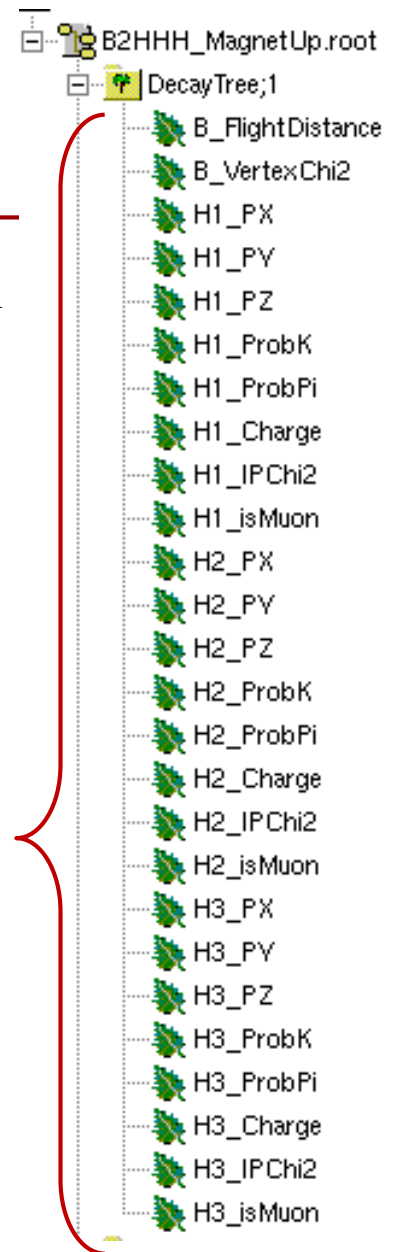 B2HHH_MagnetUp.root
DecayTree;1
B_FlightDistance
B_VertexChi2
H1_PX
H1_PY
H1_PZ
H1_ProbK
H1_ProbPi
H1_Charge
H1_IPChi2
H1_isMuon
H2_PX
H2_PY
H2_PZ
H2_ProbK
H2_ProbPi
H2_Charge
H2_IPChi2
H2_isMuon
H3_PX
H3_PY
H3_PZ
H3_ProbK
H3_ProbPi
H3_Charge
H3_IPChi2
H3_isMuon